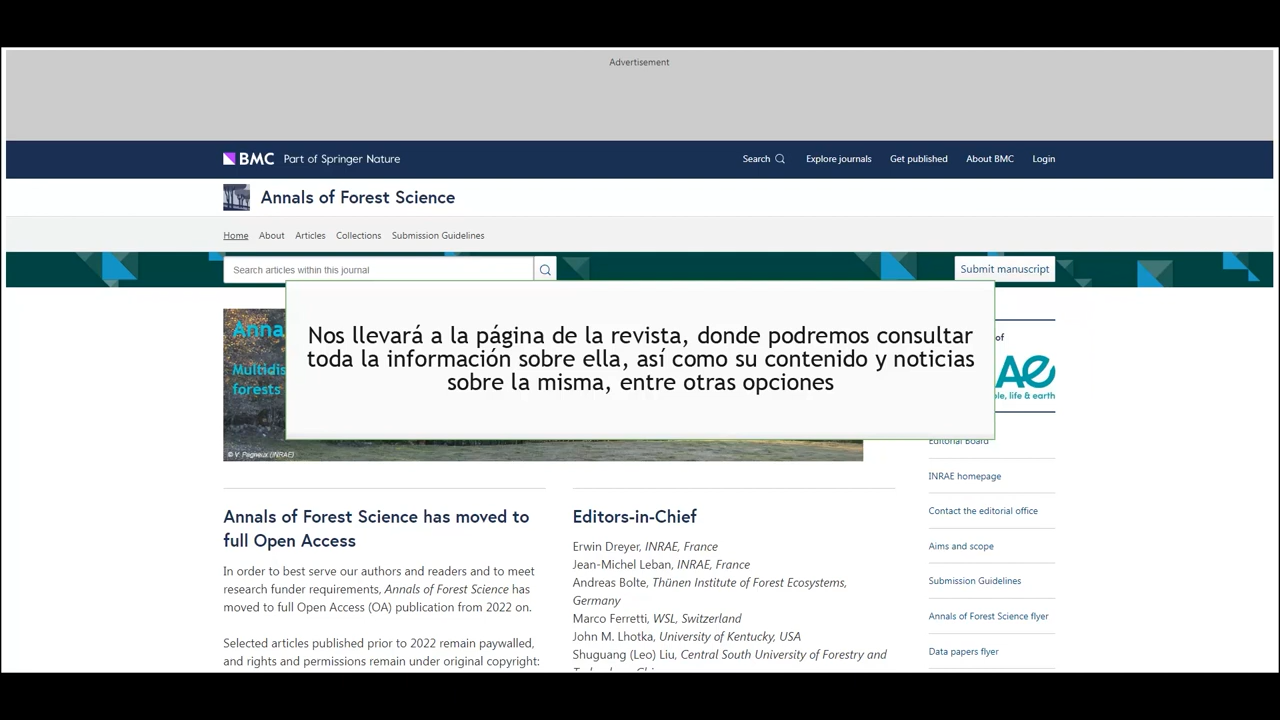 Advertisement
BMC Part of Springer Nature
Search
Explore journals
Get published
About BMC
Login
Annals of Forest Science
Home
About
Articles
Collections
Submission Guidelines
Search articles within this journal
Submit manuscript
Nos llevará a la página de la revista, donde podremos consultar
toda la información sobre ella, así como su contenido y noticias
sobre la misma, entre otras opciones
forests
© Y. Pegneux (INRAE)
of
& earth
Editorial Board
INRAE homepage
Contact the editorial office
Aims and scope
Submission Guidelines
Annals of Forest Science flyer
Data papers flyer
Annals of Forest Science has moved to
full Open Access
In order to best serve our authors and readers and to meet
research funder requirements, Annals of Forest Science has
moved to full Open Access (OA) publication from 2022 on.
Selected articles published prior to 2022 remain paywalled,
and rights and permissions remain under original copyright:
Editors-in-Chief
Erwin Dreyer, INRAE, France
Jean-Michel Leban, INRAE, France
Andreas Bolte, Thünen Institute of Forest Ecosystems,
Germany
Marco Ferretti, WSL, Switzerland
John M. Lhotka, University of Kentucky, USA
Shuguang (Leo) Liu, Central South University of Forestry and